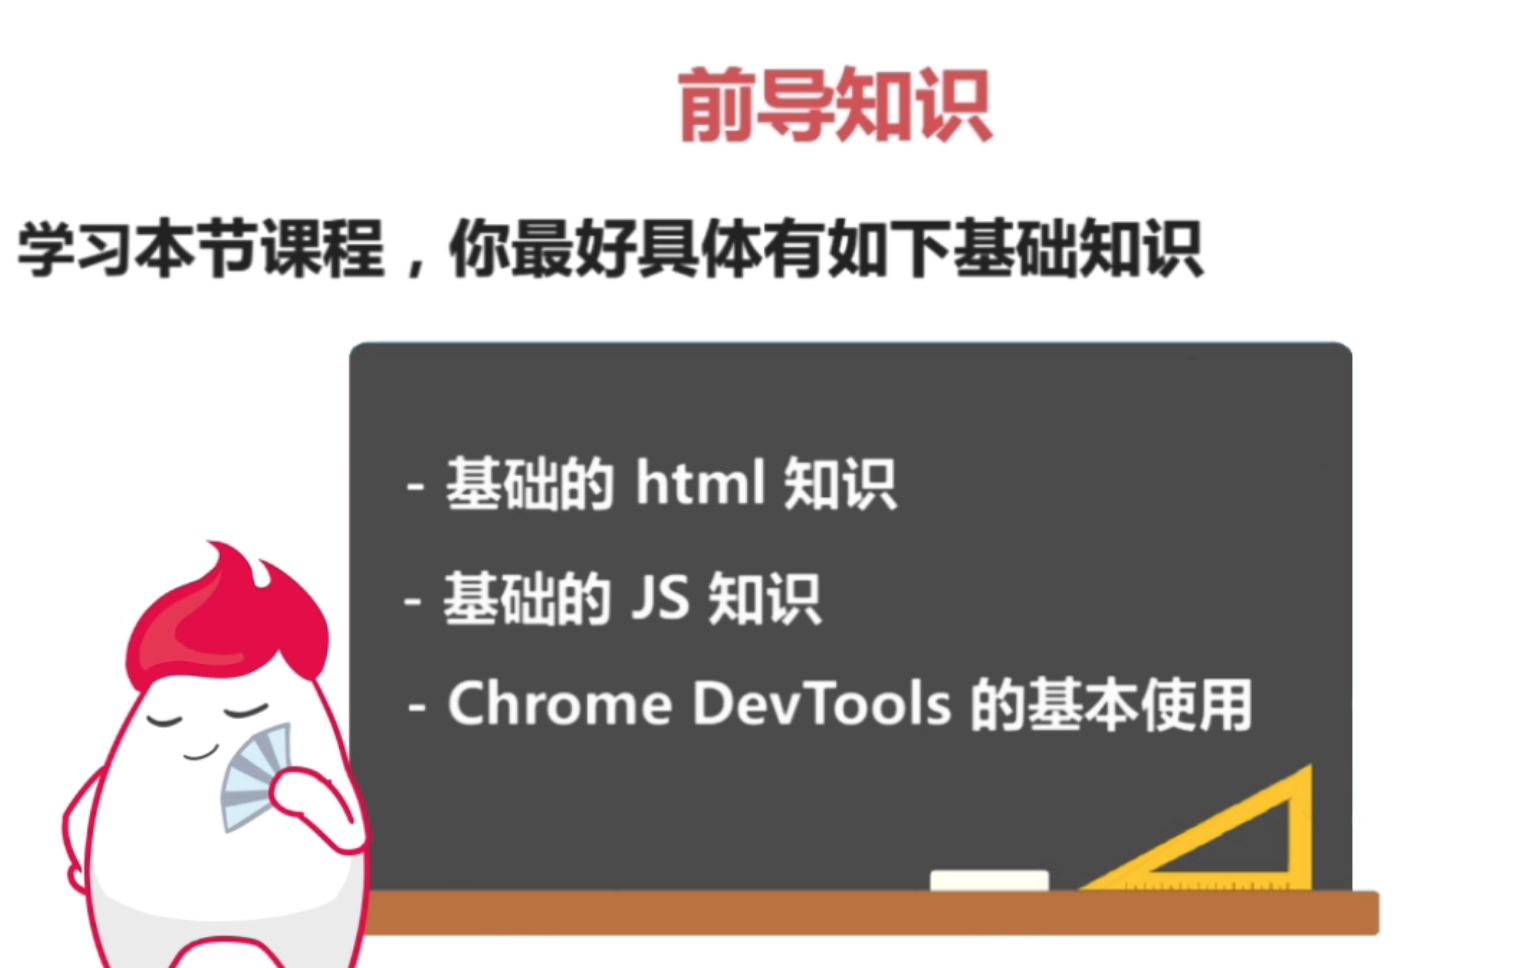 前导知识
学习本节课程，你最好具体有如下基础知识
- 基础的 html 知识
- 基础的 JS 知识
- Chrome DevTools 的基本使用